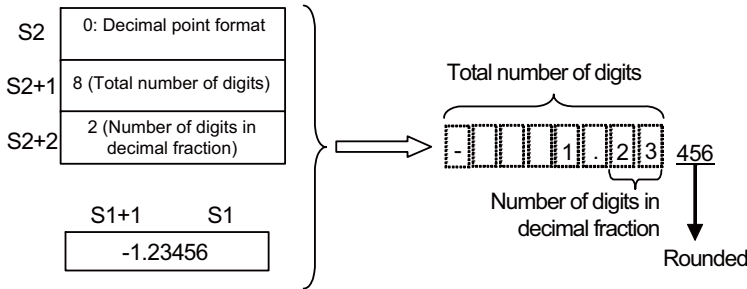 S2
0: Decimal point format
S2+1
8 (Total number of digits)
S2+2
2 (Number of digits in
decimal fraction)
S1+1 S1
-1.23456
Total number of digits
- 1 . 2 3 456
Number of digits in
decimal fraction
Rounded